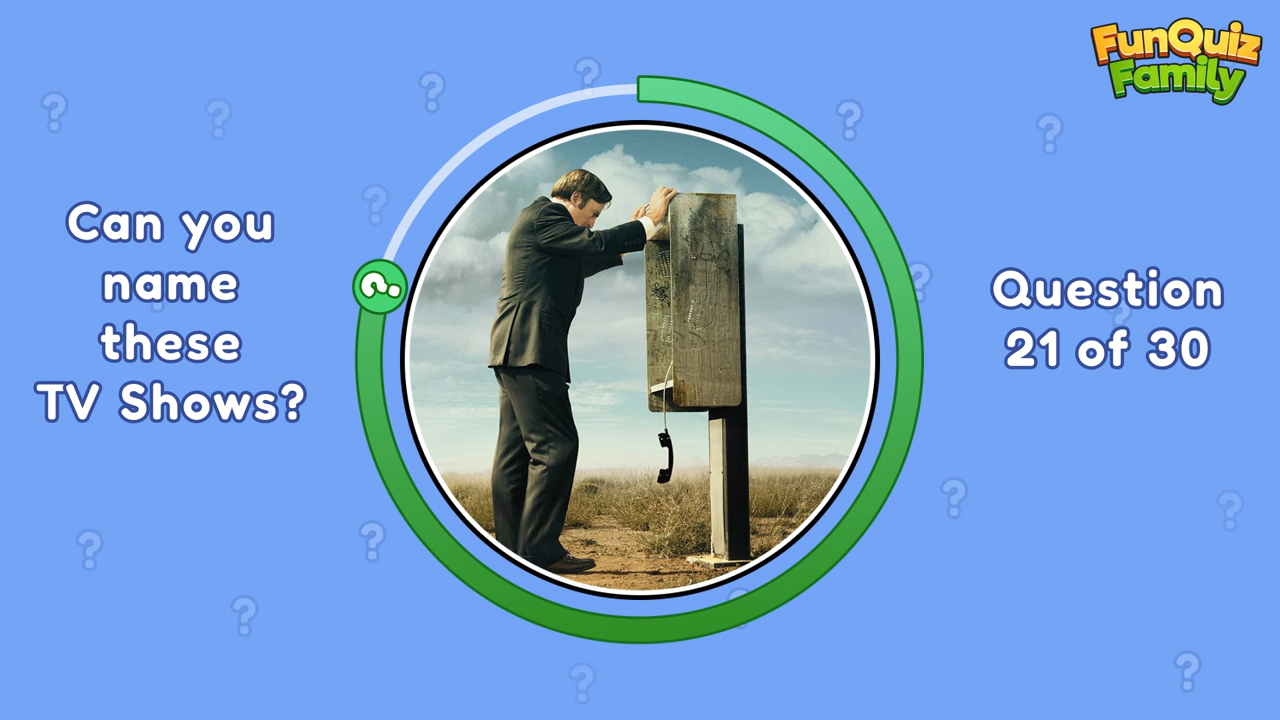 FunQuiz
Family
Can you
name
these
TV Shows?
Question
21 of 30